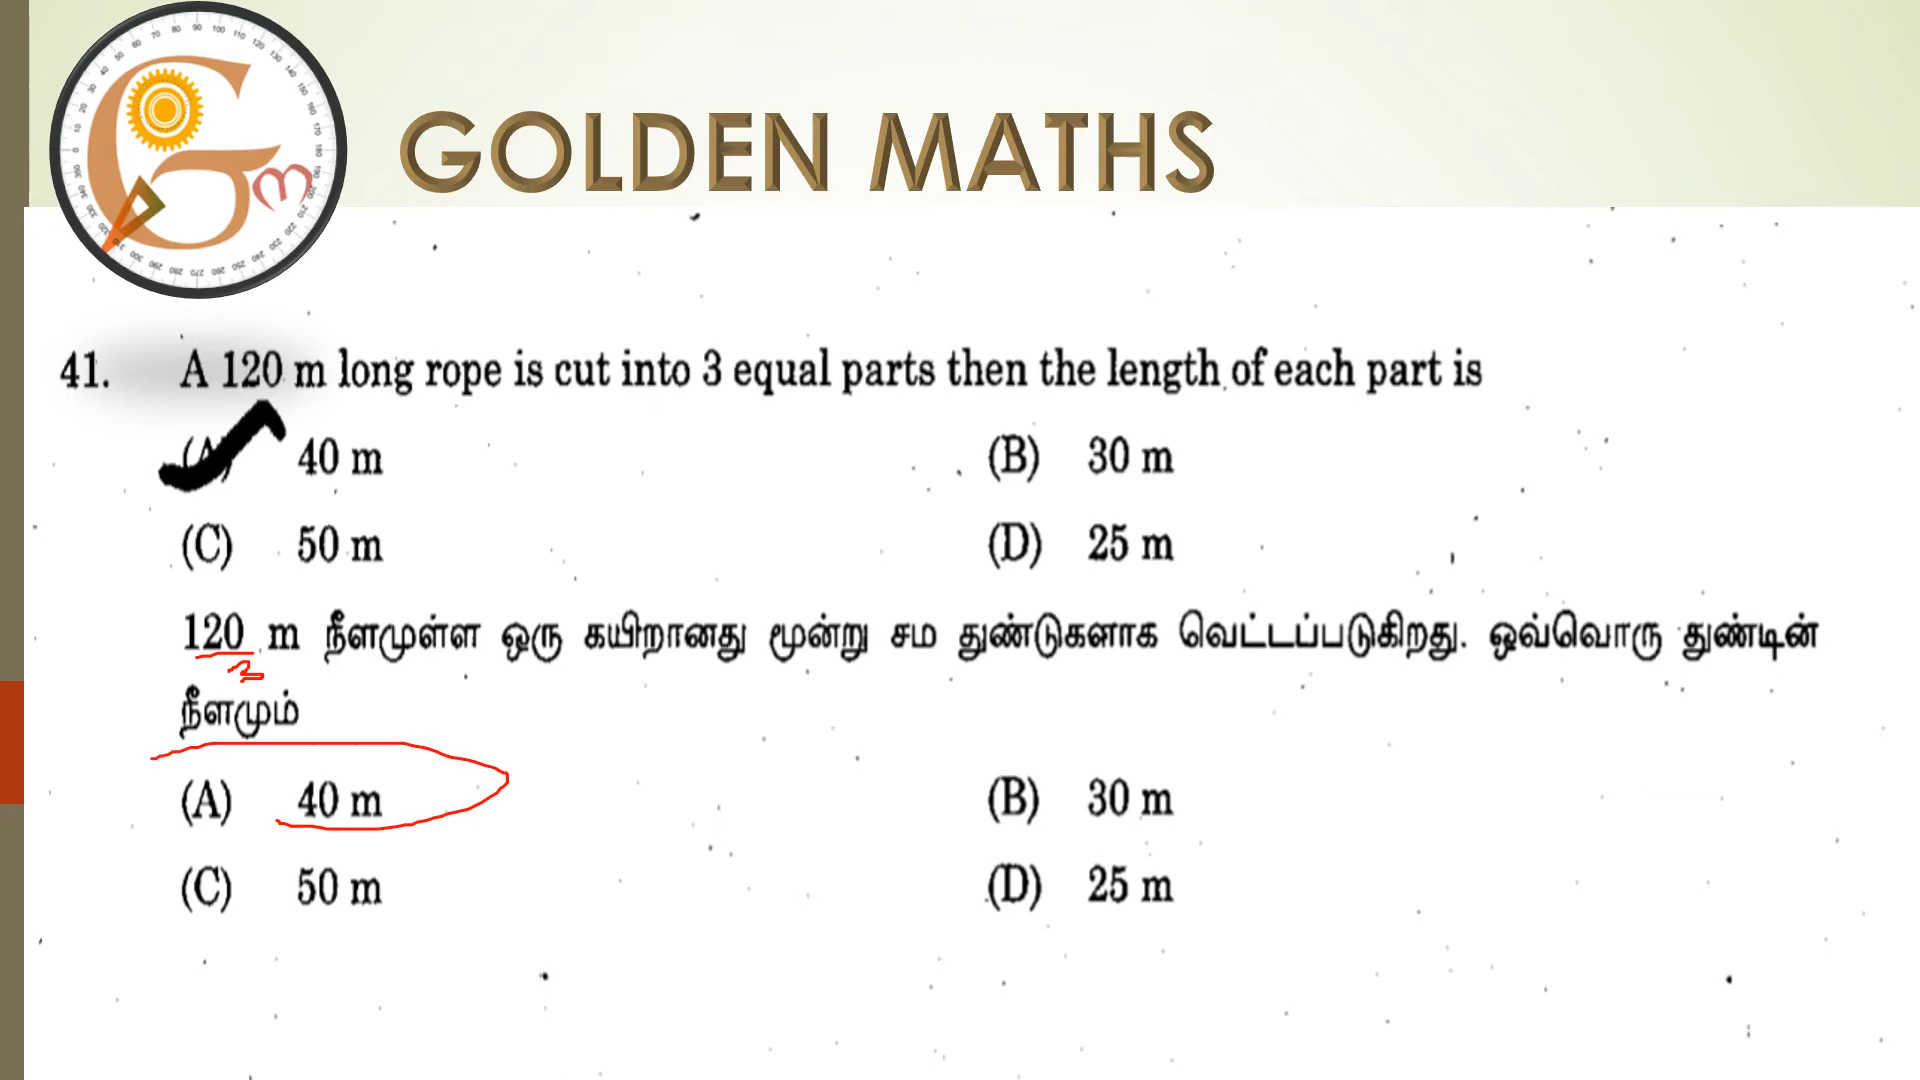 GOLDEN MATHS
41. A 120 m long rope is cut into 3 equal parts then the length of each part is
(A) 40 m (B) 30 m
(C) 50 m (D) 25 m
120 m நீளமுள்ள ஒரு கயிறானது மூன்று சம துண்டுகளாக வெட்டப்படுகிறது. ஒவ்வொரு துண்டின்
3
நீளமும்
(A) 40 m (B) 30 m
(C) 50 m (D) 25 m